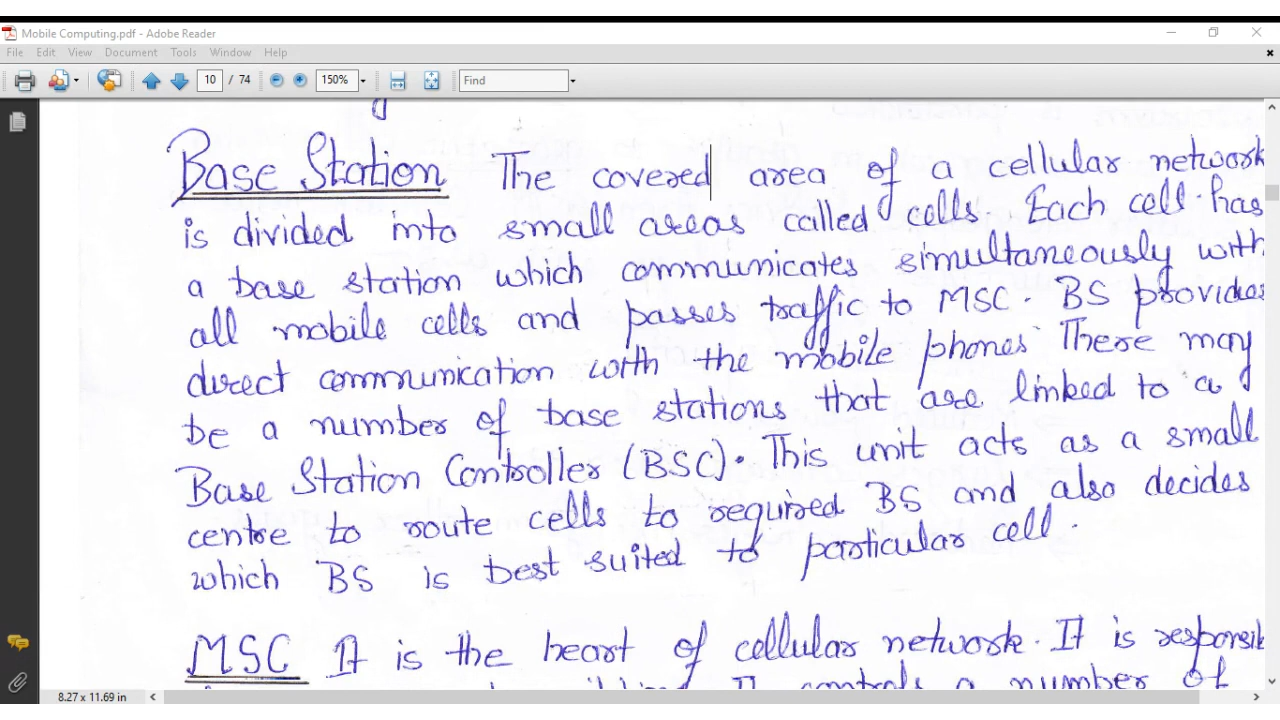 Mobile Computing.pdf - Adobe Reader
File Edit View Document Tools Window Help
10 / 74 150% Find
Base Station The covered area of a cellular network
is divided into small areas called cells. Each cell has
a base station which communicates simultaneously with
all mobile cells and passes traffic to MSC. BS provides
direct communication with the mobile phones. There may
be a number of base stations that are linked to a
Base Station Controller (BSC). This unit acts as a small
centre to route cells to required BS and also decides
which BS is best suited to particular cell.
MSC It is the heart of cellular network. It is responsib
It controls a number of
8.27 x 11.69 in